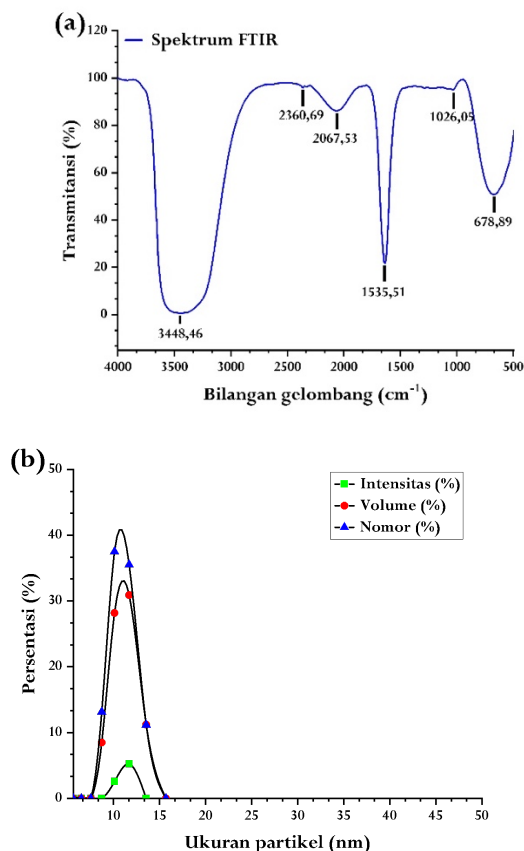 (a)
Spektrum FTIR
Transmitansi (%)
120
100
80
60
40
20
0
2360,69
2067,53
1026,05
678,89
1535,51
3448,46
4000 3500 3000 2500 2000 1500 1000 500
Bilangan gelombang (cm⁻¹)
(b)
Intensitas (%)
Volume (%)
Nomor (%)
Persentasi (%)
50
40
30
20
10
0
10 15 20 25 30 35 40 45 50
Ukuran partikel (nm)